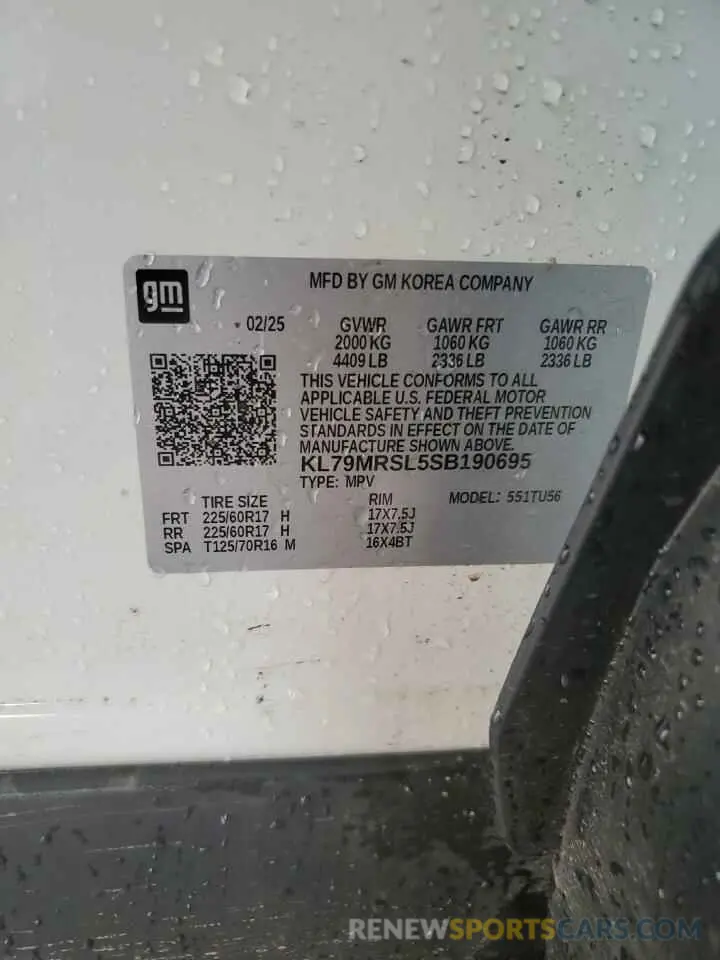 gm
MFD BY GM KOREA COMPANY
02/25 GVWR GAWR FRT GAWR RR
2000 KG 1060 KG 1060 KG
4409 LB 2336 LB 2336 LB
THIS VEHICLE CONFORMS TO ALL
APPLICABLE U.S. FEDERAL MOTOR
VEHICLE SAFETY AND THEFT PREVENTION
STANDARDS IN EFFECT ON THE DATE OF
MANUFACTURE SHOWN ABOVE.
KL79MRSL5SB190695
TYPE: MPV
TIRE SIZE RIM MODEL: 551TU56
FRT 225/60R17 H 17X7.5J
RR 225/60R17 H 17X7.5J
SPA T125/70R16 M 16X4BT
RENEWSPORTSCARS.COM